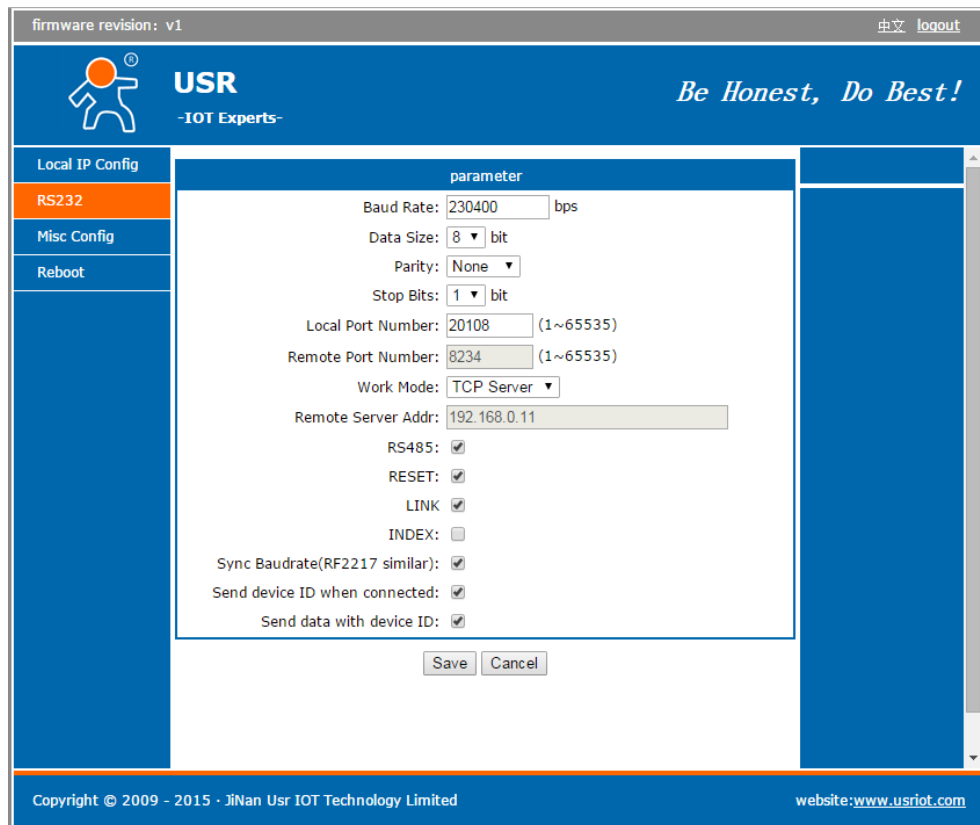 firmware revision: v1 中文 logout
®
USR
-IOT Experts-
Be Honest, Do Best!
Local IP Config
RS232
Misc Config
Reboot
parameter
Baud Rate: 230400 bps
Data Size: 8 bit
Parity: None
Stop Bits: 1 bit
Local Port Number: 20108 (1~65535)
Remote Port Number: 8234 (1~65535)
Work Mode: TCP Server
Remote Server Addr: 192.168.0.11
RS485:
RESET:
LINK
INDEX:
Sync Baudrate(RF2217 similar):
Send device ID when connected:
Send data with device ID:
Save Cancel
Copyright © 2009 - 2015 · JiNan Usr IOT Technology Limited website:www.usriot.com